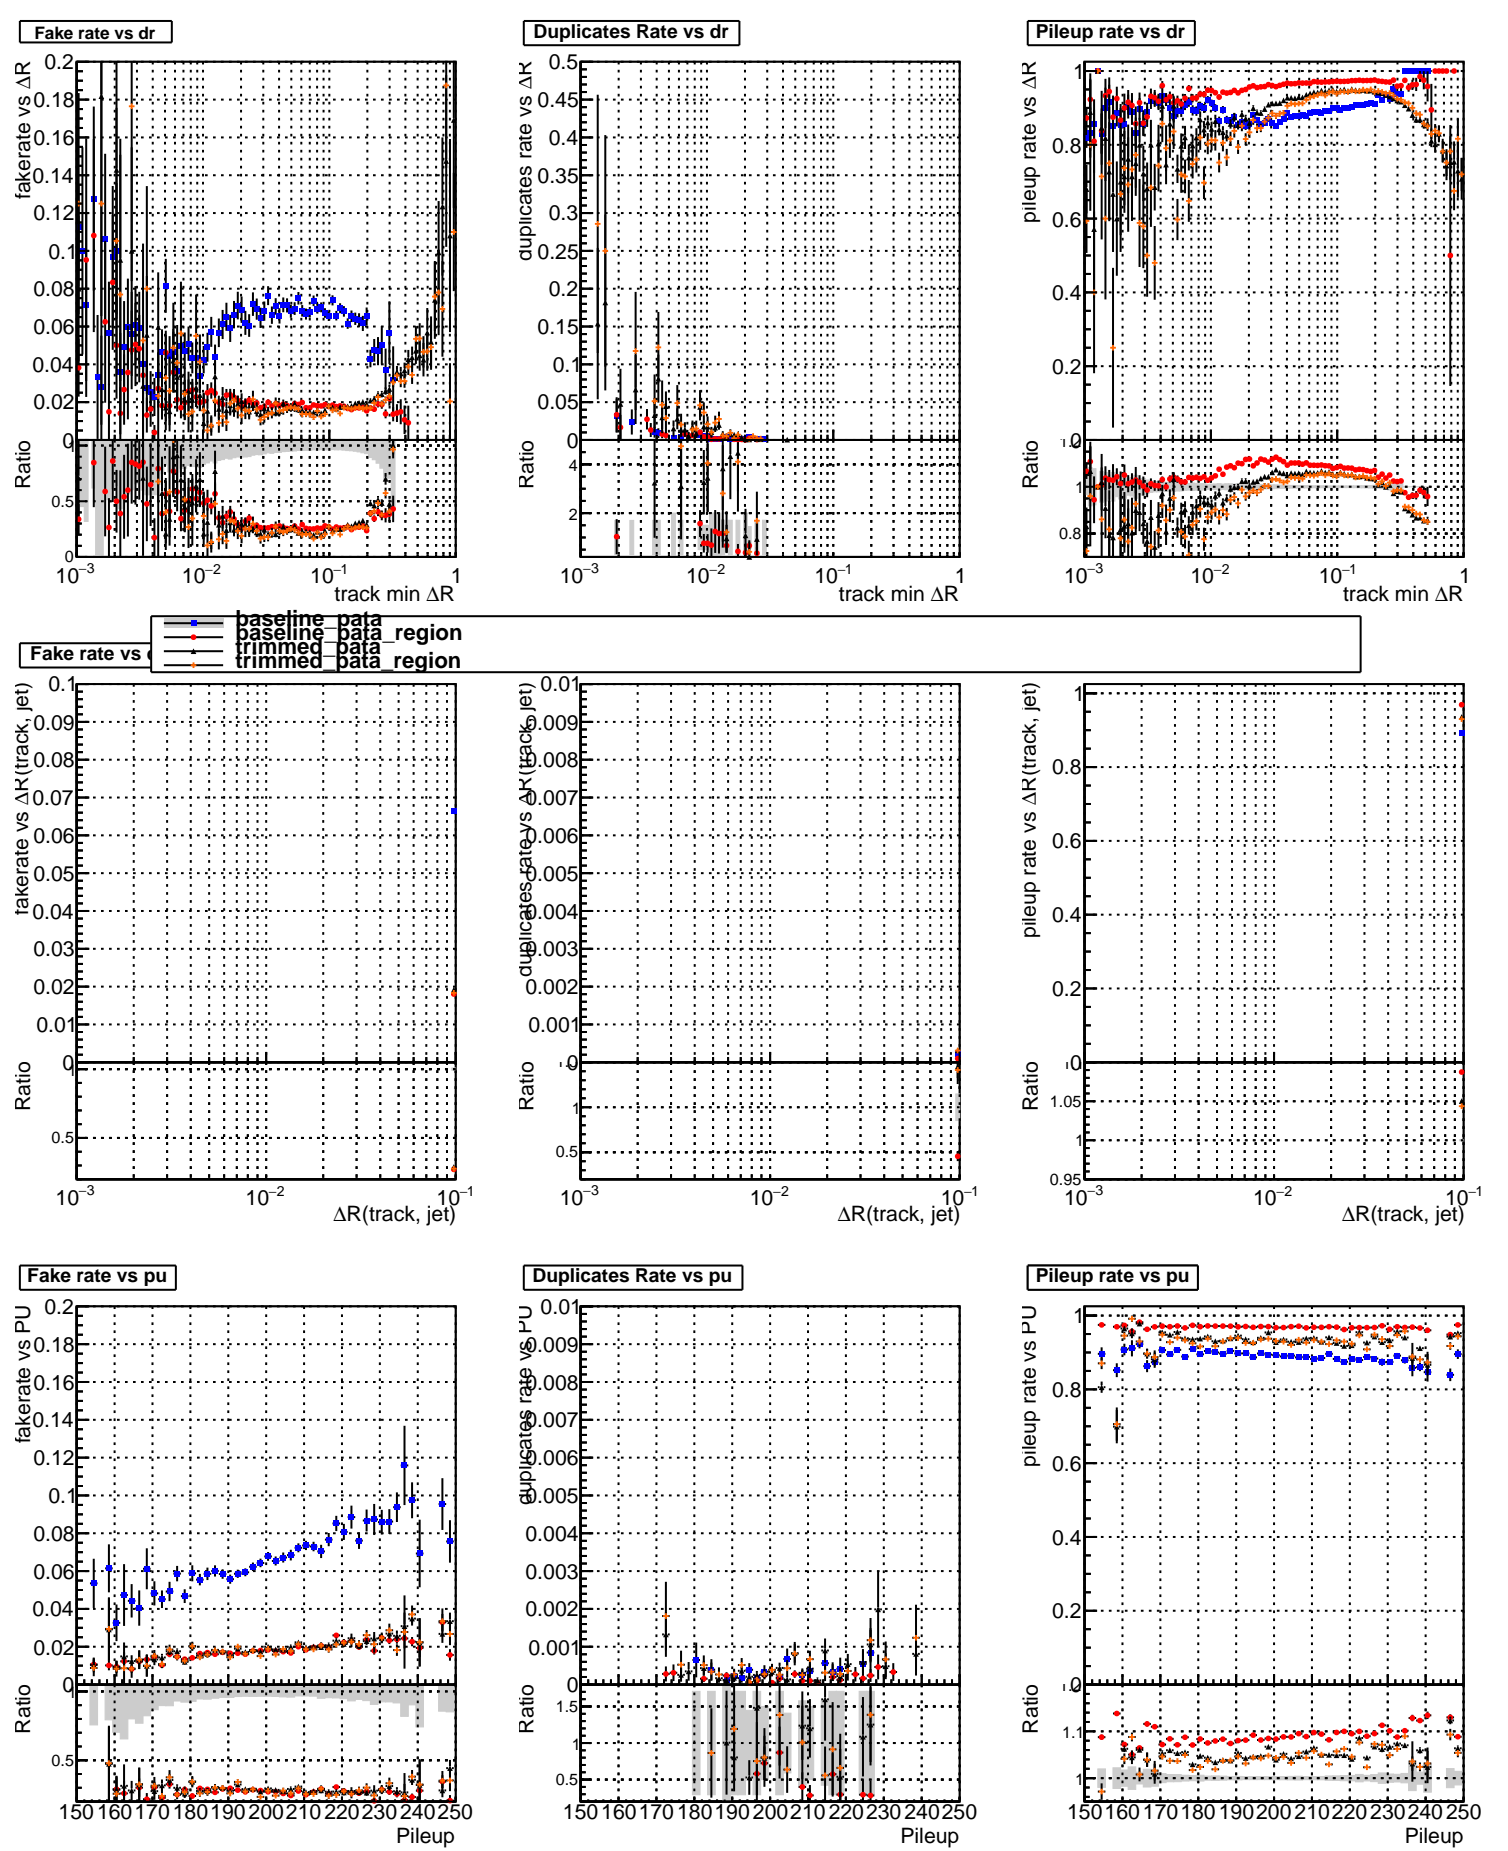 Fake rate vs dr
Duplicates Rate vs dr
Pileup rate vs dr
fakerate vs ΔR
0.2
0.18
0.16
0.14
0.12
0.1
0.08
0.06
0.04
0.02
0
Ratio
1
0.5
0
10⁻³ 10⁻² 10⁻¹ 1
track min ΔR
duplicates rate vs ΔR
0.5
0.45
0.4
0.35
0.3
0.25
0.2
0.15
0.1
0.05
0
Ratio
4
2
10⁻³ 10⁻² 10⁻¹ 1
track min ΔR
pileup rate vs ΔR
1
0.8
0.6
0.4
0.2
0
Ratio
1
0.8
10⁻³ 10⁻² 10⁻¹ 1
track min ΔR
baseline_pata
baseline_pata_region
trimmed_pata
trimmed_pata_region
Fake rate vs
fakerate vs ΔR(track, jet)
0.1
0.09
0.08
0.07
0.06
0.05
0.04
0.03
0.02
0.01
0
Ratio
1
0.5
10⁻³ 10⁻² 10⁻¹
ΔR(track, jet)
duplicates rate vs ΔR(track, jet)
0.01
0.009
0.008
0.007
0.006
0.005
0.004
0.003
0.002
0.001
0
Ratio
1
0.5
10⁻³ 10⁻² 10⁻¹
ΔR(track, jet)
pileup rate vs ΔR(track, jet)
1
0.8
0.6
0.4
0.2
0
Ratio
1.05
1
0.95
10⁻³ 10⁻² 10⁻¹
ΔR(track, jet)
Fake rate vs pu
Duplicates Rate vs pu
Pileup rate vs pu
fakerate vs PU
0.2
0.18
0.16
0.14
0.12
0.1
0.08
0.06
0.04
0.02
0
Ratio
1
0.5
150 160 170 180 190 200 210 220 230 240 250
Pileup
duplicates rate vs PU
0.01
0.009
0.008
0.007
0.006
0.005
0.004
0.003
0.002
0.001
0
Ratio
1.5
1
0.5
150 160 170 180 190 200 210 220 230 240 250
Pileup
pileup rate vs PU
1
0.8
0.6
0.4
0.2
0
Ratio
1.1
1
150 160 170 180 190 200 210 220 230 240 250
Pileup